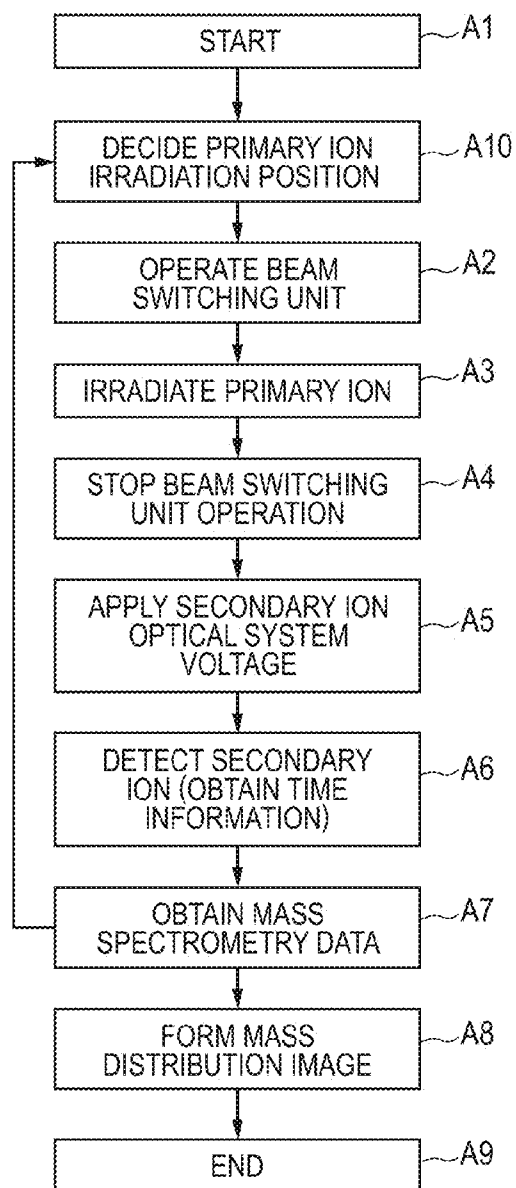 START
A1
DECIDE PRIMARY ION
IRRADIATION POSITION
A10
OPERATE BEAM
SWITCHING UNIT
A2
IRRADIATE PRIMARY ION
A3
STOP BEAM SWITCHING
UNIT OPERATION
A4
APPLY SECONDARY ION
OPTICAL SYSTEM
VOLTAGE
A5
DETECT SECONDARY
ION (OBTAIN TIME
INFORMATION)
A6
OBTAIN MASS
SPECTROMETRY DATA
A7
FORM MASS
DISTRIBUTION IMAGE
A8
END
A9